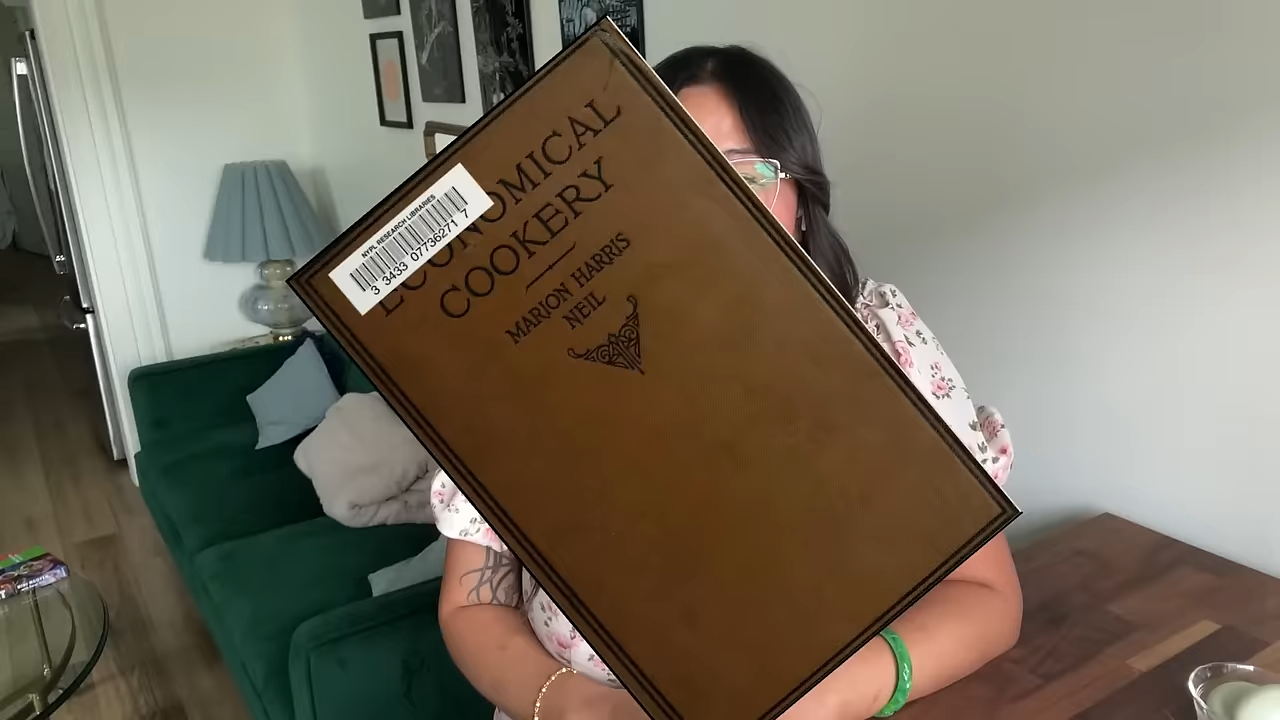 NYPL RESEARCH LIBRARIES
3 3433 07736271 7
ECONOMICAL
COOKERY
MARION HARRIS
NEIL